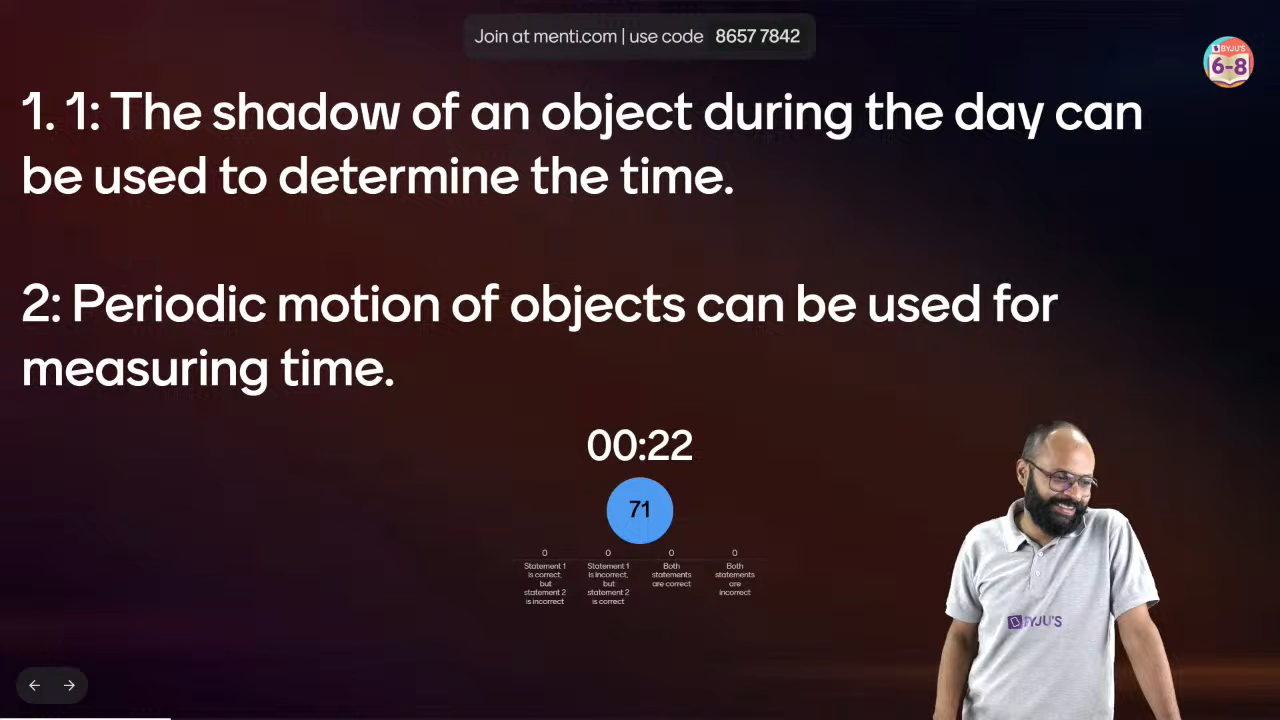 Join at menti.com | use code 8657 7842
BYJU'S
6-8
1. 1: The shadow of an object during the day can
be used to determine the time.
2: Periodic motion of objects can be used for
measuring time.
00:22
71
0 0 0 0
Statement 1
is correct,
but
statement 2
is incorrect
Statement 1
is incorrect,
but
statement 2
is correct
Both
statements
are correct
Both
statements
are
incorrect
BYJU'S